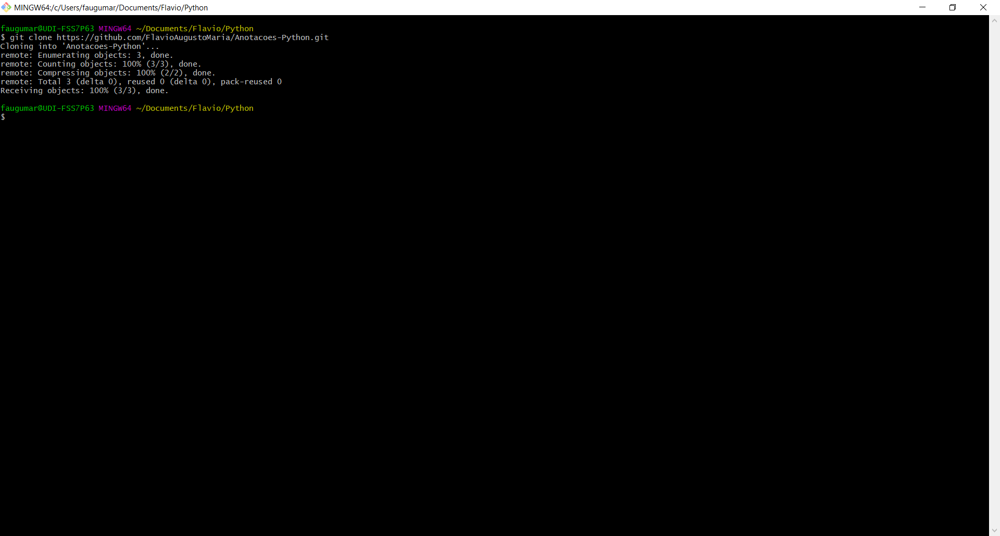 MINGW64:/c/Users/faugumar/Documents/Flavio/Python
faugumar@UDI-FSS7P63 MINGW64 ~/Documents/Flavio/Python
$ git clone https://github.com/FlavioAugustoMaria/Anotacoes-Python.git
Cloning into 'Anotacoes-Python'...
remote: Enumerating objects: 3, done.
remote: Counting objects: 100% (3/3), done.
remote: Compressing objects: 100% (2/2), done.
remote: Total 3 (delta 0), reused 0 (delta 0), pack-reused 0
Receiving objects: 100% (3/3), done.
faugumar@UDI-FSS7P63 MINGW64 ~/Documents/Flavio/Python
$